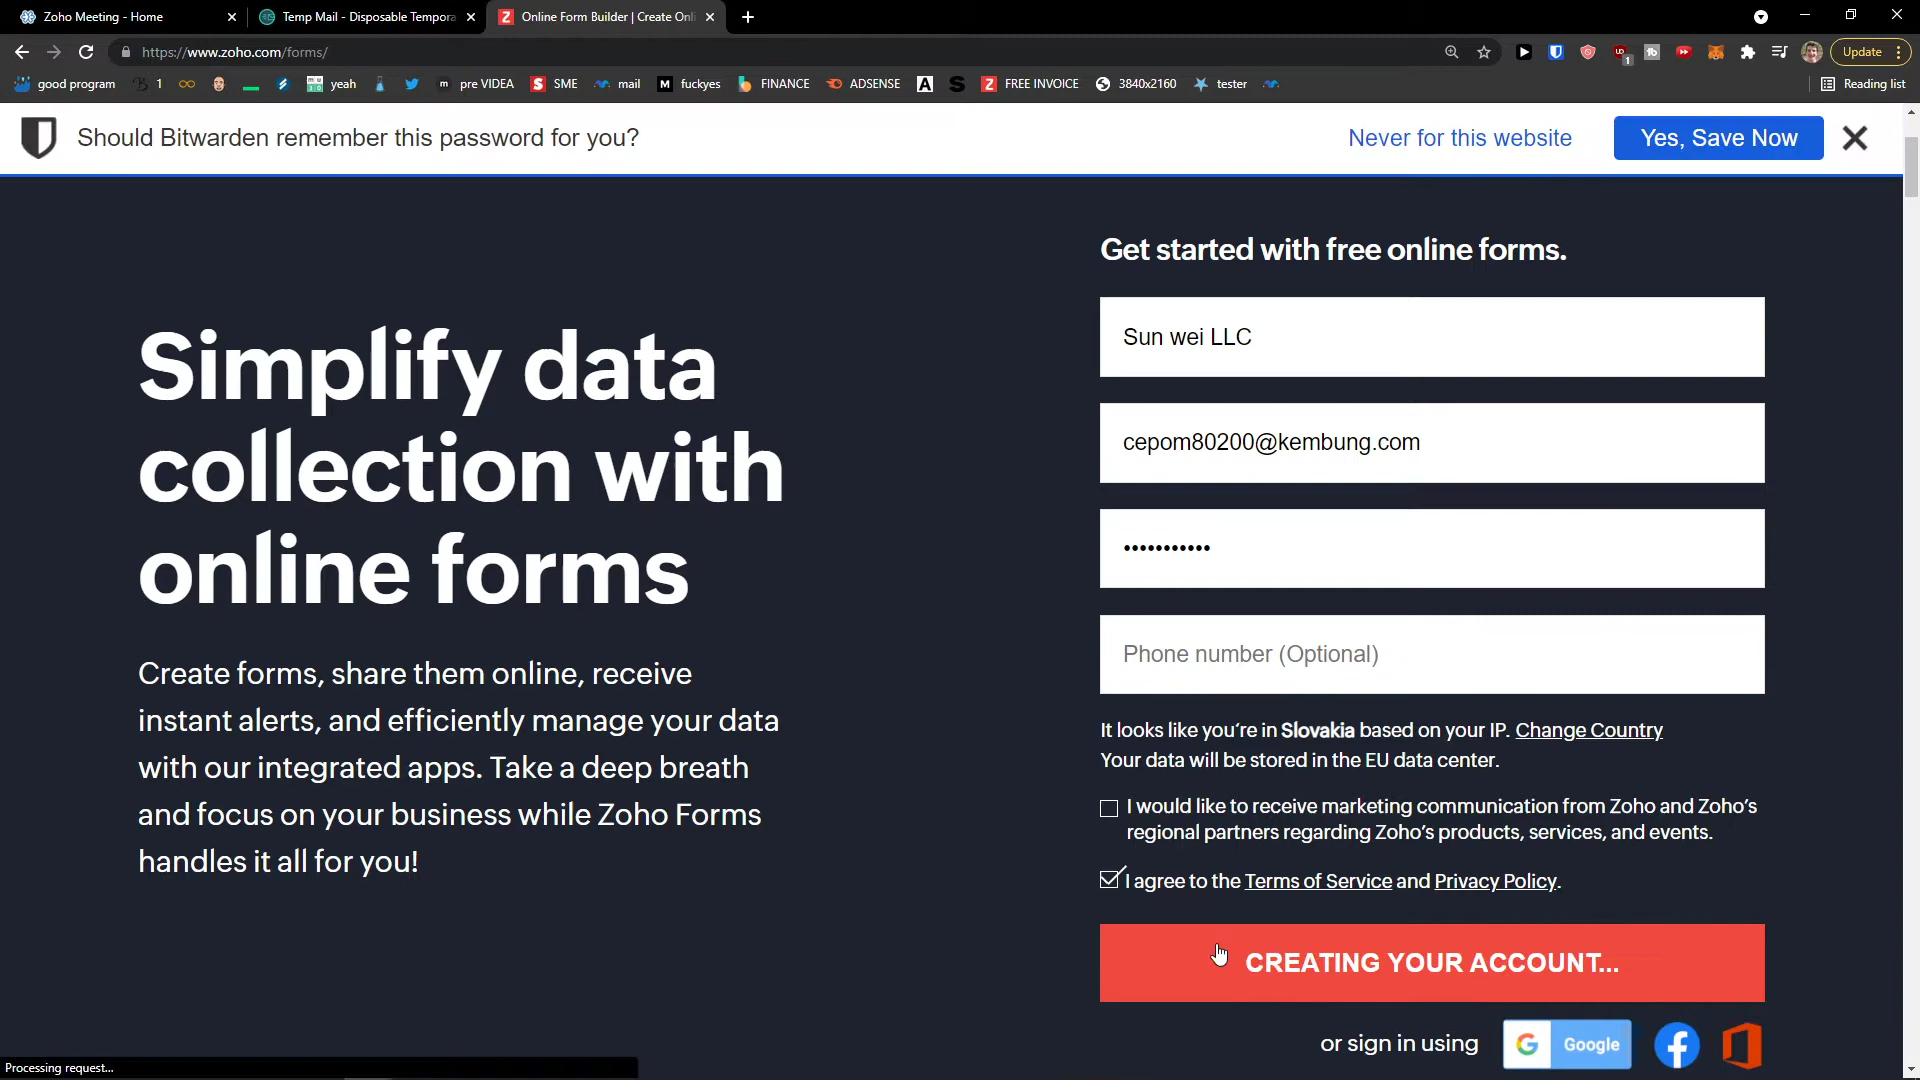 Zoho Meeting - Home
Temp Mail - Disposable Tempora
Online Form Builder | Create Onli
https://www.zoho.com/forms/
Update
good program
1
yeah
pre VIDEA
SME
mail
fuckyes
FINANCE
ADSENSE
FREE INVOICE
3840x2160
tester
Reading list
Should Bitwarden remember this password for you?
Never for this website
Yes, Save Now
Simplify data
collection with
online forms
Create forms, share them online, receive
instant alerts, and efficiently manage your data
with our integrated apps. Take a deep breath
and focus on your business while Zoho Forms
handles it all for you!
Get started with free online forms.
Sun wei LLC
cepom80200@kembung.com
•••••••••••
Phone number (Optional)
It looks like you’re in Slovakia based on your IP. Change Country
Your data will be stored in the EU data center.
I would like to receive marketing communication from Zoho and Zoho’s
regional partners regarding Zoho’s products, services, and events.
I agree to the Terms of Service and Privacy Policy.
CREATING YOUR ACCOUNT...
or sign in using
Google
Processing request...